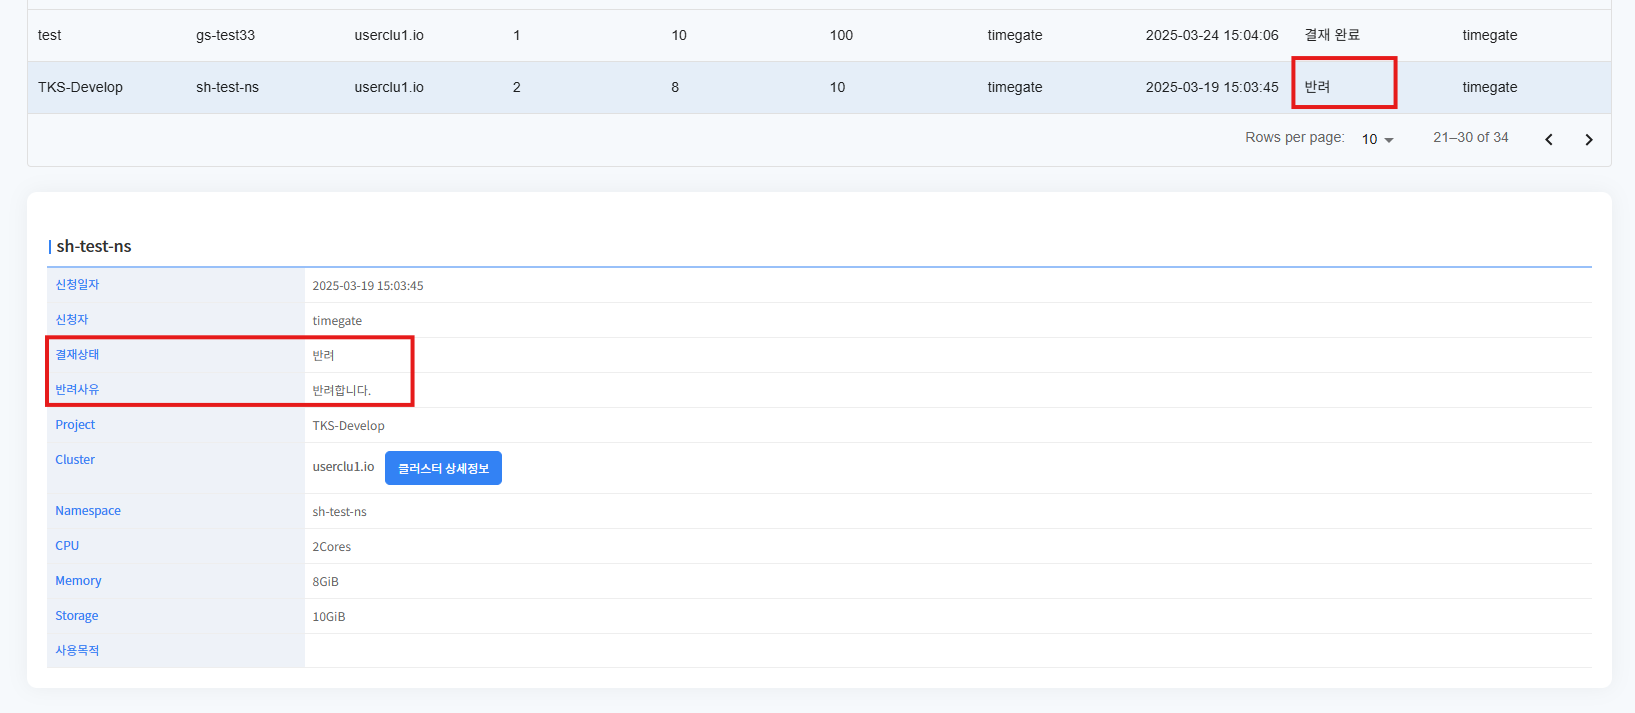 test gs-test33 userclu1.io 1 10 100 timegate 2025-03-24 15:04:06 결재 완료 timegate
TKS-Develop sh-test-ns userclu1.io 2 8 10 timegate 2025-03-19 15:03:45 반려 timegate
Rows per page: 10 21–30 of 34
sh-test-ns
신청일자 2025-03-19 15:03:45
신청자 timegate
결재상태 반려
반려사유 반려합니다.
Project TKS-Develop
Cluster userclu1.io 클러스터 상세정보
Namespace sh-test-ns
CPU 2Cores
Memory 8GiB
Storage 10GiB
사용목적